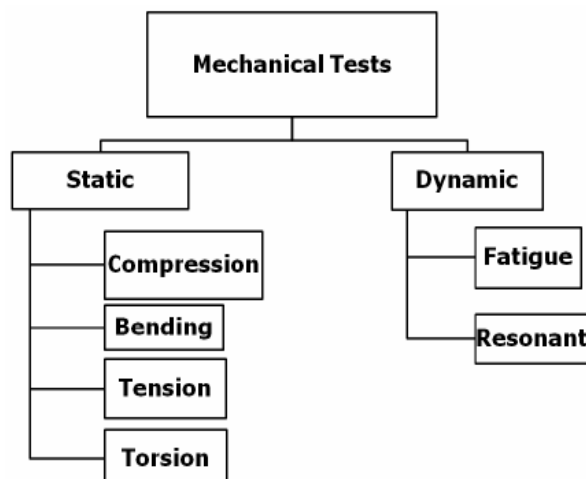 Mechanical Tests
Static
Dynamic
Compression
Bending
Tension
Torsion
Fatigue
Resonant